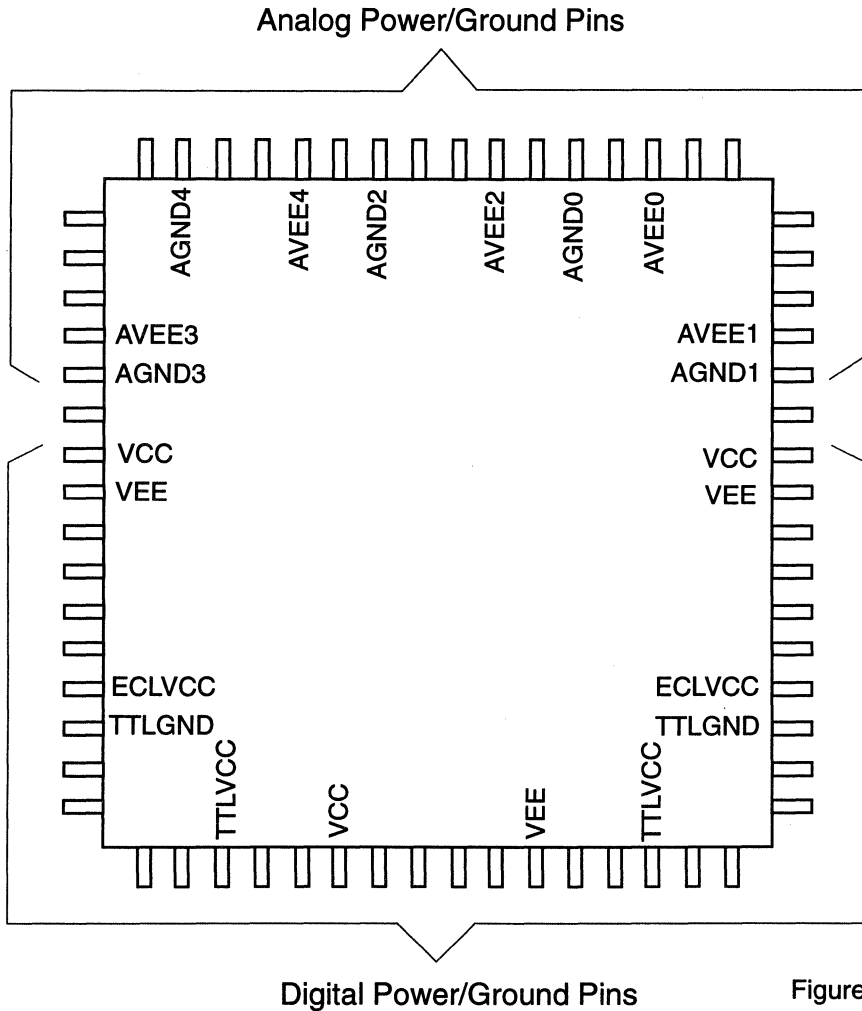 Analog Power/Ground Pins
AGND4
AVEE4
AGND2
AVEE2
AGND0
AVEE0
AVEE3
AVEE1
AGND3
AGND1
VCC
VCC
VEE
VEE
ECLVCC
ECLVCC
TTLGND
TTLGND
TTLVCC
VCC
VEE
TTLVCC
Digital Power/Ground Pins
Figure